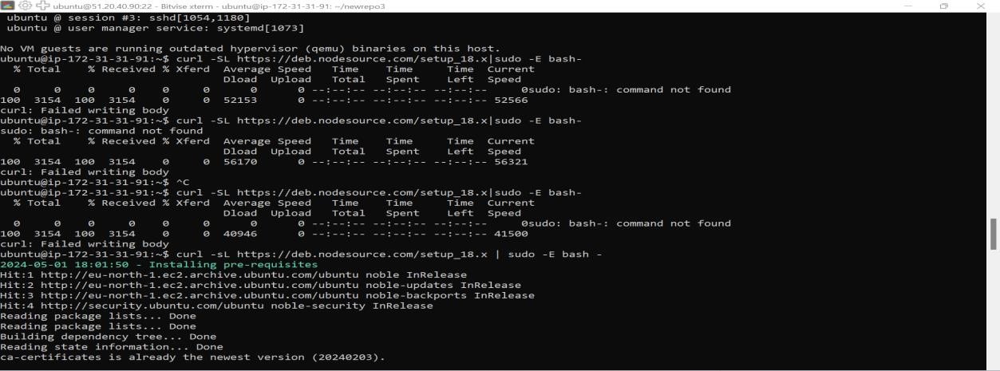 ubuntu@51.20.40.90:22 - Bitvise xterm - ubuntu@ip-172-31-31-91: ~/newrepo3
ubuntu @ session #3: sshd[1054,1180]
ubuntu @ user manager service: systemd[1073]
No VM guests are running outdated hypervisor (qemu) binaries on this host.
ubuntu@ip-172-31-31-91:~$ curl -SL https://deb.nodesource.com/setup_18.x|sudo -E bash-
% Total % Received % Xferd Average Speed Time Time Time Current
Dload Upload Total Spent Left Speed
0 0 0 0 0 0 0 0 --:--:-- --:--:-- --:--:-- 0sudo: bash-: command not found
100 3154 100 3154 0 0 52153 0 --:--:-- --:--:-- --:--:-- 52566
curl: Failed writing body
ubuntu@ip-172-31-31-91:~$ curl -SL https://deb.nodesource.com/setup_18.x|sudo -E bash-
sudo: bash-: command not found
% Total % Received % Xferd Average Speed Time Time Time Current
Dload Upload Total Spent Left Speed
100 3154 100 3154 0 0 56170 0 --:--:-- --:--:-- --:--:-- 56321
curl: Failed writing body
ubuntu@ip-172-31-31-91:~$ ^C
ubuntu@ip-172-31-31-91:~$ curl -SL https://deb.nodesource.com/setup_18.x|sudo -E bash-
% Total % Received % Xferd Average Speed Time Time Time Current
Dload Upload Total Spent Left Speed
0 0 0 0 0 0 0 0 --:--:-- --:--:-- --:--:-- 0sudo: bash-: command not found
100 3154 100 3154 0 0 40946 0 --:--:-- --:--:-- --:--:-- 41500
curl: Failed writing body
ubuntu@ip-172-31-31-91:~$ curl -sL https://deb.nodesource.com/setup_18.x | sudo -E bash -
2024-05-01 18:01:50 - Installing pre-requisites
Hit:1 http://eu-north-1.ec2.archive.ubuntu.com/ubuntu noble InRelease
Hit:2 http://eu-north-1.ec2.archive.ubuntu.com/ubuntu noble-updates InRelease
Hit:3 http://eu-north-1.ec2.archive.ubuntu.com/ubuntu noble-backports InRelease
Hit:4 http://security.ubuntu.com/ubuntu noble-security InRelease
Reading package lists... Done
Reading package lists... Done
Building dependency tree... Done
Reading state information... Done
ca-certificates is already the newest version (20240203).